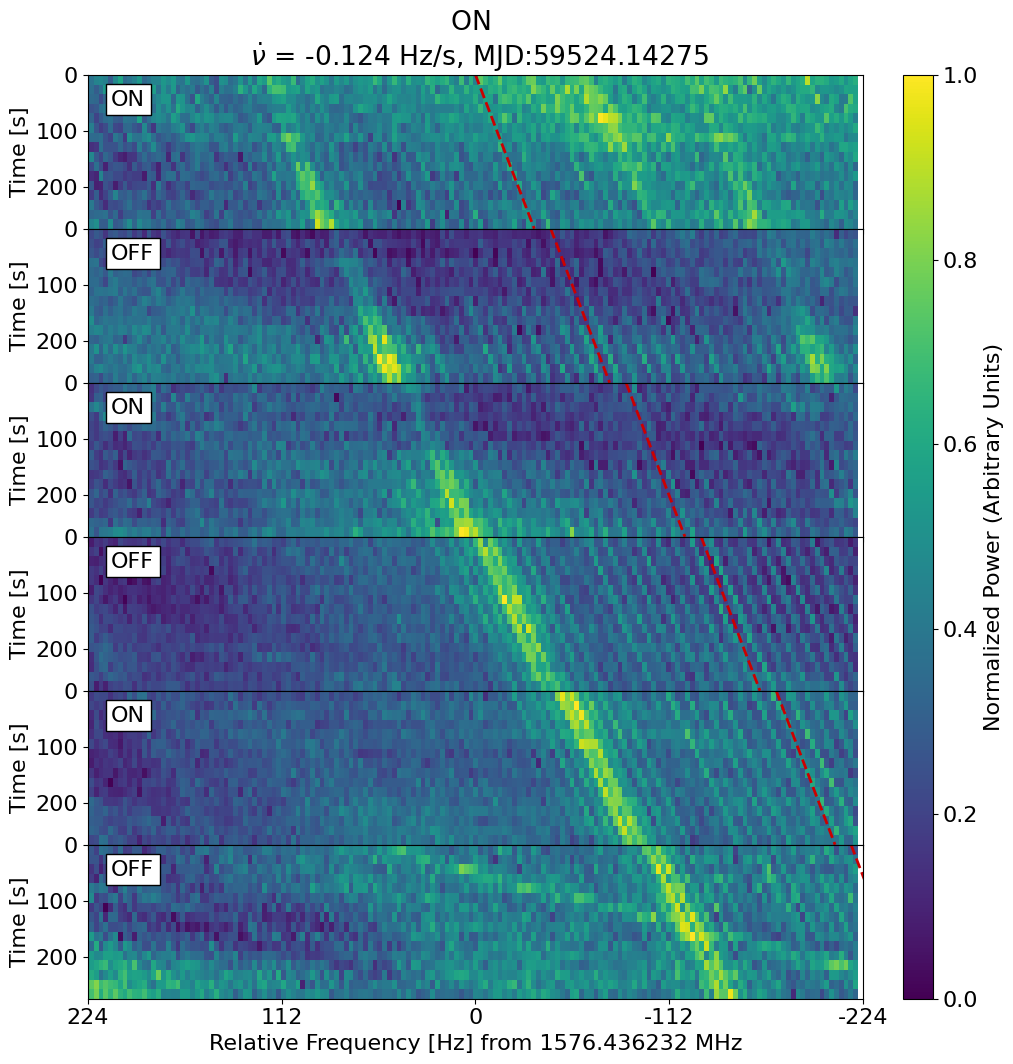 ON
ν̇ = -0.124 Hz/s, MJD:59524.14275
ON
OFF
ON
OFF
ON
OFF
Time [s]
0
100
200
Time [s]
0
100
200
Time [s]
0
100
200
Time [s]
0
100
200
Time [s]
0
100
200
Time [s]
0
100
200
224
112
0
-112
-224
Relative Frequency [Hz] from 1576.436232 MHz
1.0
0.8
0.6
0.4
0.2
0.0
Normalized Power (Arbitrary Units)